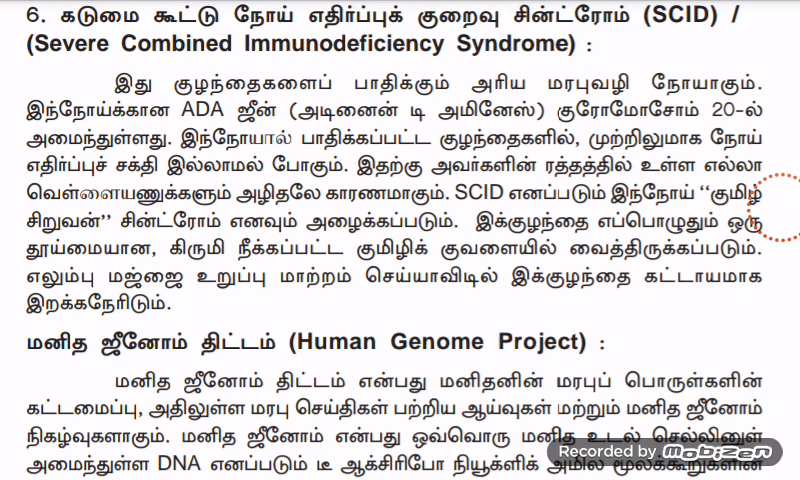 6. கடுமை கூட்டு நோய் எதிர்ப்புக் குறைவு சின்ட்ரோம் (SCID) /
(Severe Combined Immunodeficiency Syndrome) :
இது குழந்தைகளைப் பாதிக்கும் அரிய மரபுவழி நோயாகும்.
இந்நோய்க்கான ADA ஜீன் (அடினைன் டி அமினேஸ்) குரோமோசோம் 20-ல்
அமைந்துள்ளது. இந்நோயால் பாதிக்கப்பட்ட குழந்தைகளில், முற்றிலுமாக நோய்
எதிர்ப்புச் சக்தி இல்லாமல் போகும். இதற்கு அவர்களின் ரத்தத்தில் உள்ள எல்லா
வெள்ளையணுக்களும் அழிதலே காரணமாகும். SCID எனப்படும் இந்நோய் ‘‘குமிழ்
சிறுவன்’’ சின்ட்ரோம் எனவும் அழைக்கப்படும். இக்குழந்தை எப்பொழுதும் ஒரு
தூய்மையான, கிருமி நீக்கப்பட்ட குமிழிக் குவளையில் வைத்திருக்கப்படும்.
எலும்பு மஜ்ஜை உறுப்பு மாற்றம் செய்யாவிடில் இக்குழந்தை கட்டாயமாக
இறக்கநேரிடும்.
மனித ஜீனோம் திட்டம் (Human Genome Project) :
மனித ஜீனோம் திட்டம் என்பது மனிதனின் மரபுப் பொருள்களின்
கட்டமைப்பு, அதிலுள்ள மரபு செய்திகள் பற்றிய ஆய்வுகள் மற்றும் மனித ஜீனோம்
நிகழ்வுகளாகும். மனித ஜீனோம் என்பது ஒவ்வொரு மனித உடல் செல்லினுள்
அமைந்துள்ள DNA எனப்படும் டீ ஆக்சிரிபோ நியூக்ளிக் அமில மூலக்கூறுகளின்
Recorded by mobizen